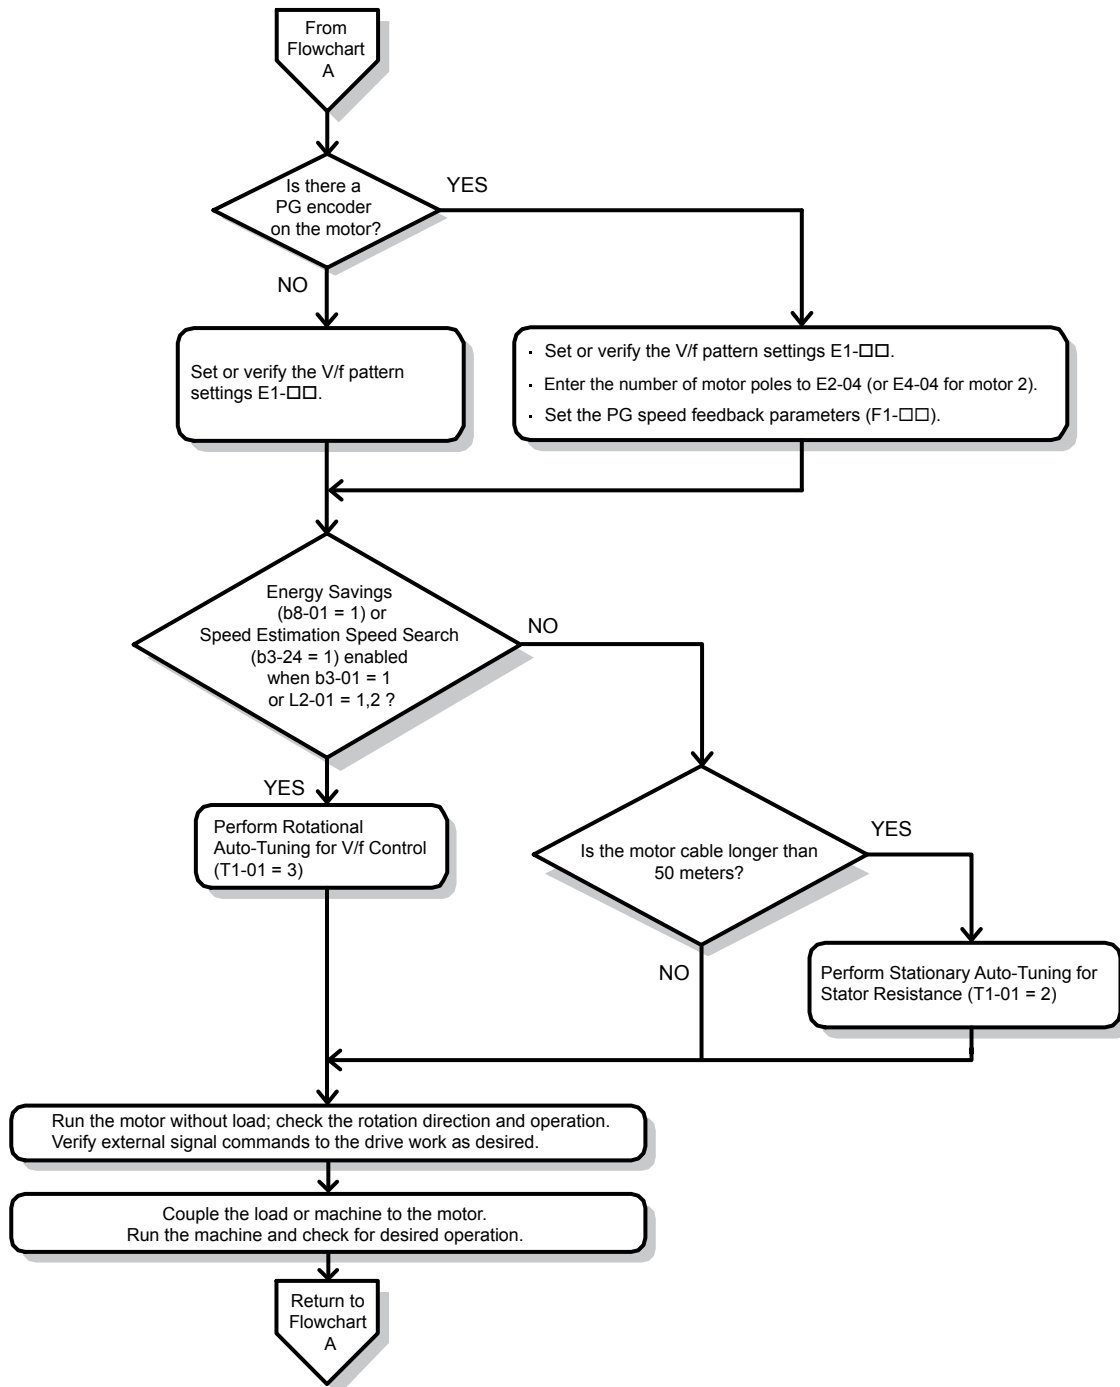 From
Flowchart
A
Is there a
PG encoder
on the motor?
YES
NO
Set or verify the V/f pattern
settings E1-□□.
· Set or verify the V/f pattern settings E1-□□.
· Enter the number of motor poles to E2-04 (or E4-04 for motor 2).
· Set the PG speed feedback parameters (F1-□□).
Energy Savings
(b8-01 = 1) or
Speed Estimation Speed Search
(b3-24 = 1) enabled
when b3-01 = 1
or L2-01 = 1,2 ?
NO
YES
Perform Rotational
Auto-Tuning for V/f Control
(T1-01 = 3)
Is the motor cable longer than
50 meters?
YES
NO
Perform Stationary Auto-Tuning for
Stator Resistance (T1-01 = 2)
Run the motor without load; check the rotation direction and operation.
Verify external signal commands to the drive work as desired.
Couple the load or machine to the motor.
Run the machine and check for desired operation.
Return to
Flowchart
A